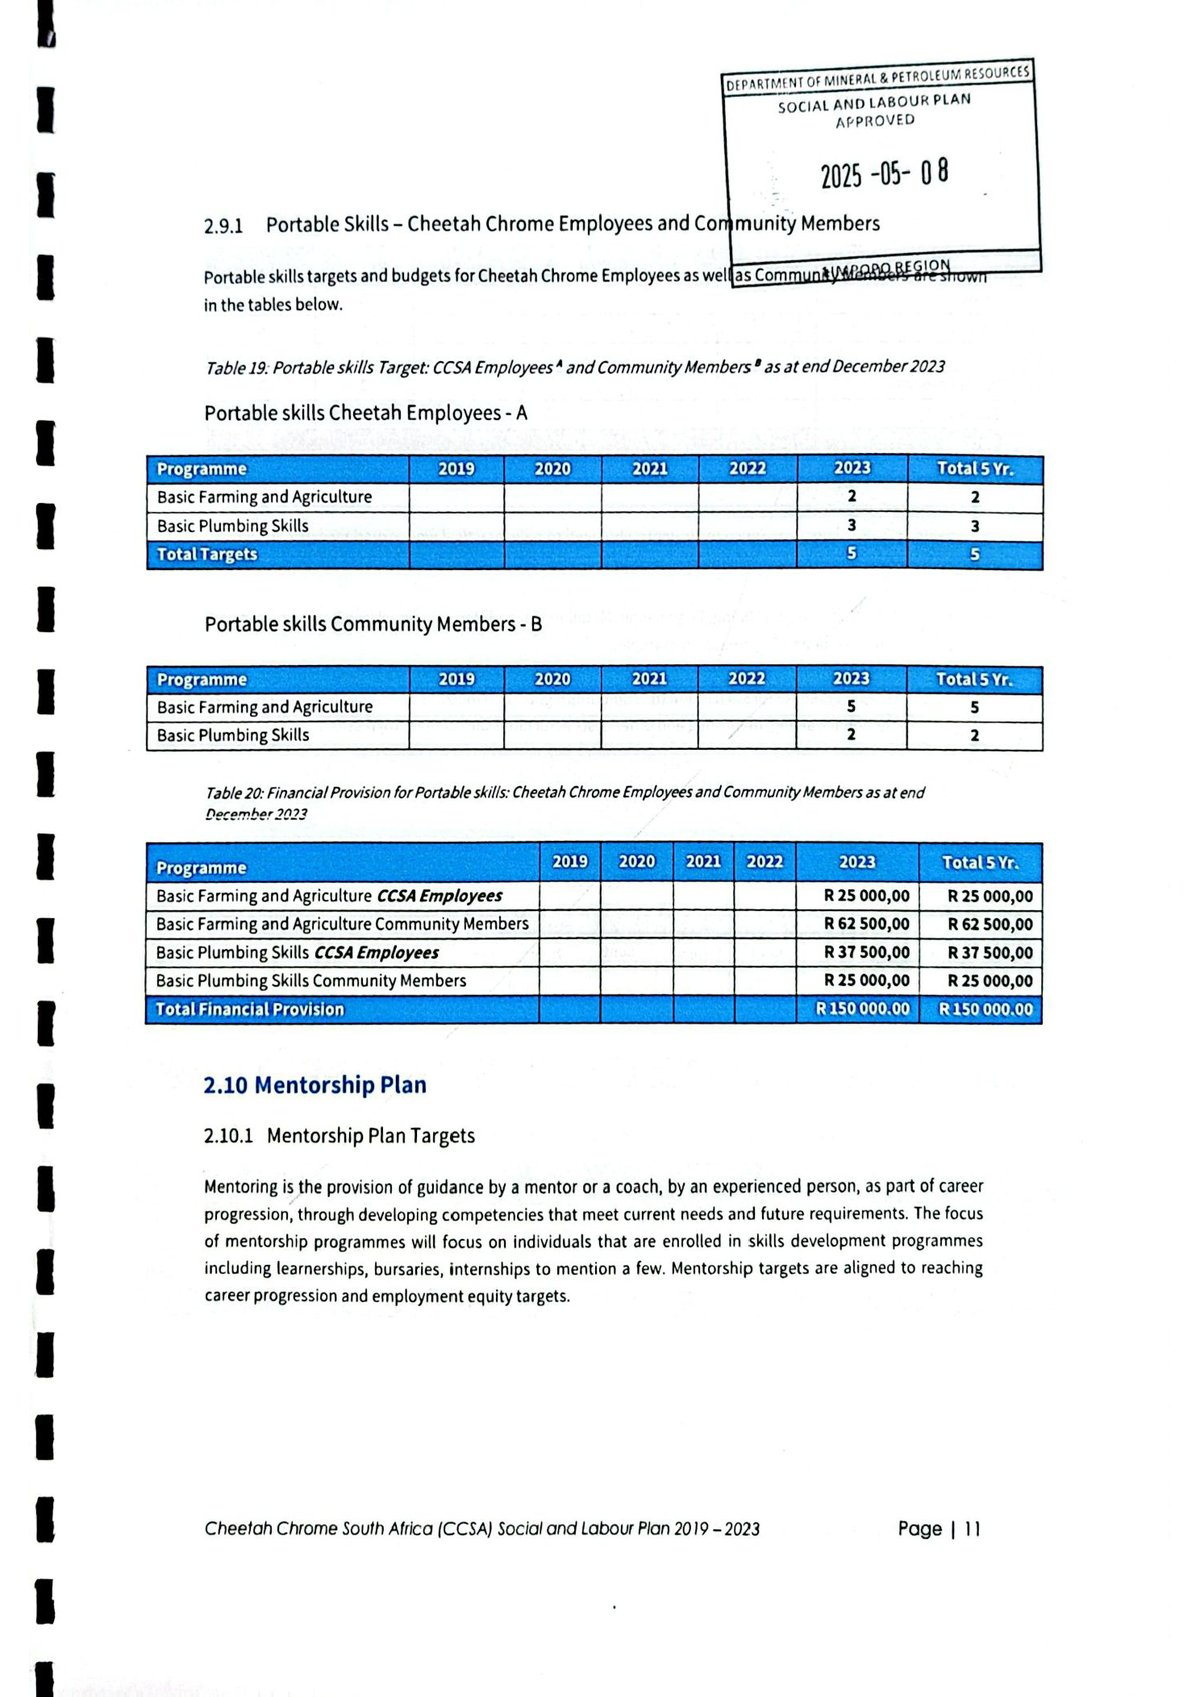 DEPARTMENT OF MINERAL & PETROLEUM RESOURCES
SOCIAL AND LABOUR PLAN
APPROVED
2025 -05- 08
LIMPOPO REGION
2.9.1 Portable Skills – Cheetah Chrome Employees and Community Members
Portable skills targets and budgets for Cheetah Chrome Employees as well as Community Members are shown
in the tables below.
Table 19: Portable skills Target: CCSA Employees A and Community Members B as at end December 2023
Portable skills Cheetah Employees - A
Programme 2019 2020 2021 2022 2023 Total 5 Yr.
Basic Farming and Agriculture 2 2
Basic Plumbing Skills 3 3
Total Targets 5 5
Portable skills Community Members - B
Programme 2019 2020 2021 2022 2023 Total 5 Yr.
Basic Farming and Agriculture 5 5
Basic Plumbing Skills 2 2
Table 20: Financial Provision for Portable skills: Cheetah Chrome Employees and Community Members as at end
December 2023
Programme 2019 2020 2021 2022 2023 Total 5 Yr.
Basic Farming and Agriculture CCSA Employees R 25 000,00 R 25 000,00
Basic Farming and Agriculture Community Members R 62 500,00 R 62 500,00
Basic Plumbing Skills CCSA Employees R 37 500,00 R 37 500,00
Basic Plumbing Skills Community Members R 25 000,00 R 25 000,00
Total Financial Provision R 150 000.00 R 150 000.00
2.10 Mentorship Plan
2.10.1 Mentorship Plan Targets
Mentoring is the provision of guidance by a mentor or a coach, by an experienced person, as part of career
progression, through developing competencies that meet current needs and future requirements. The focus
of mentorship programmes will focus on individuals that are enrolled in skills development programmes
including learnerships, bursaries, internships to mention a few. Mentorship targets are aligned to reaching
career progression and employment equity targets.
Cheetah Chrome South Africa (CCSA) Social and Labour Plan 2019 – 2023 Page | 11